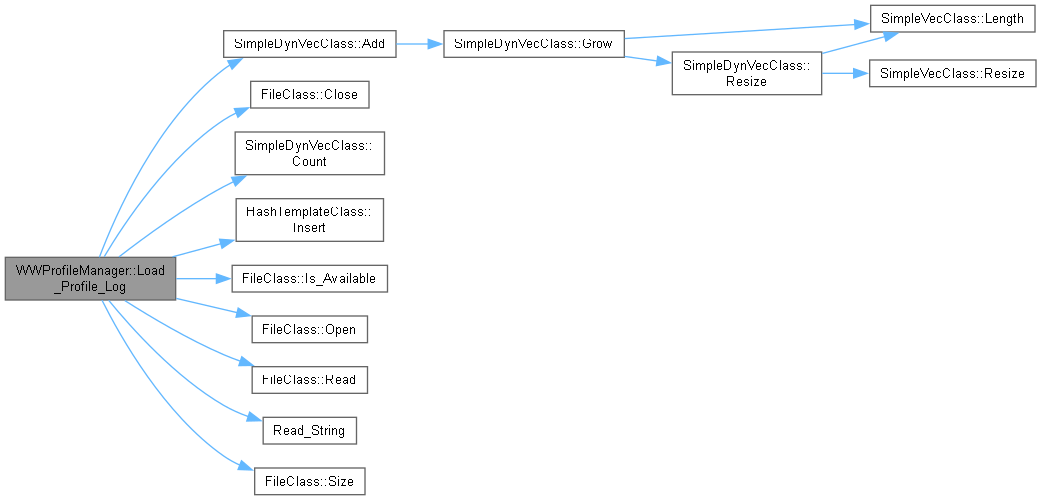 WWProfileManager::Load
_Profile_Log
SimpleDynVecClass::Add
SimpleDynVecClass::Grow
SimpleVecClass::Length
SimpleDynVecClass::
Resize
SimpleVecClass::Resize
FileClass::Close
SimpleDynVecClass::
Count
HashTemplateClass::
Insert
FileClass::Is_Available
FileClass::Open
FileClass::Read
Read_String
FileClass::Size